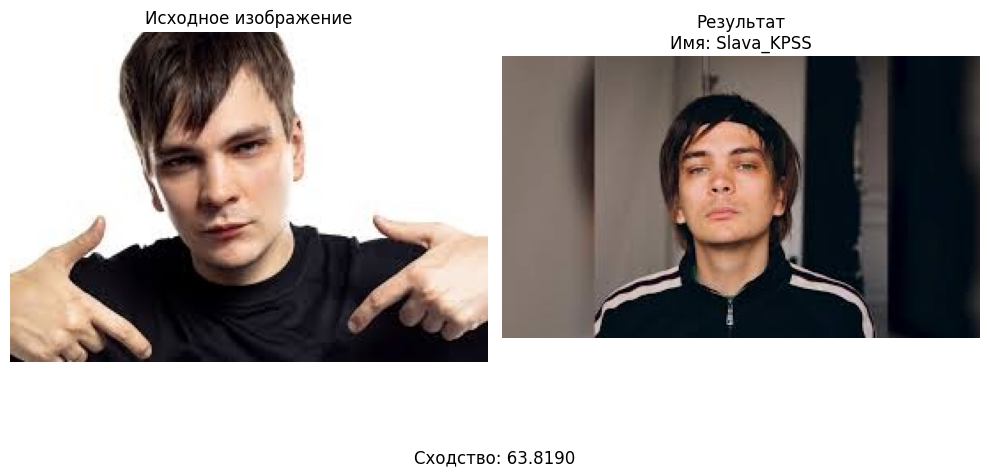 Исходное изображение
Результат
Имя: Slava_KPSS
Сходство: 63.8190